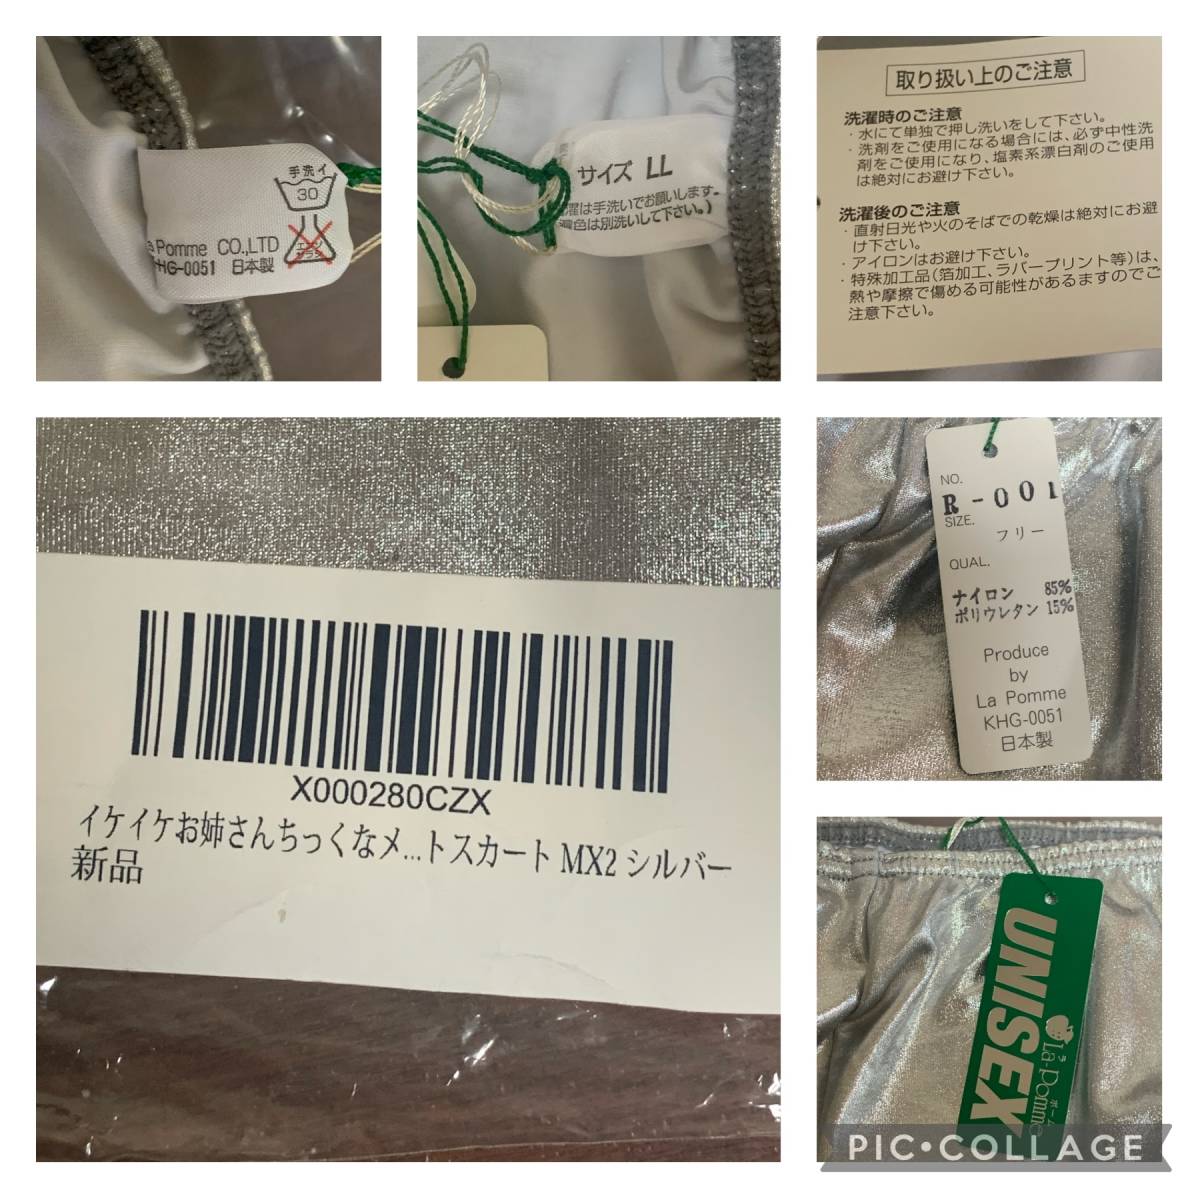 手洗イ
30
Pomme CO.,LTD
HG-0051 日本製
サイズ LL
濯は手洗いでお願いします。
色は別洗いして下さい。)
取り扱い上のご注意
洗濯時のご注意
・水にて単独で押し洗いをして下さい。
・洗剤をご使用になる場合には、必ず中性洗
剤をご使用になり、塩素系漂白剤のご使用
は絶対にお避け下さい。
洗濯後のご注意
・直射日光や火のそばでの乾燥は絶対にお避
け下さい。
・アイロンはお避け下さい。
・特殊加工品(箔加工、ラバープリント等)は、
熱や摩擦で傷める可能性がありますのでご
注意下さい。
X000280CZX
イケイケお姉さんちっくなメ...トスカート MX2 シルバー
新品
NO.
R-001
SIZE.
フリー
QUAL.
ナイロン 85%
ポリウレタン 15%
Produce
by
La Pomme
KHG-0051
日本製
UNISEX
La-Pomme
PIC•COLLAGE